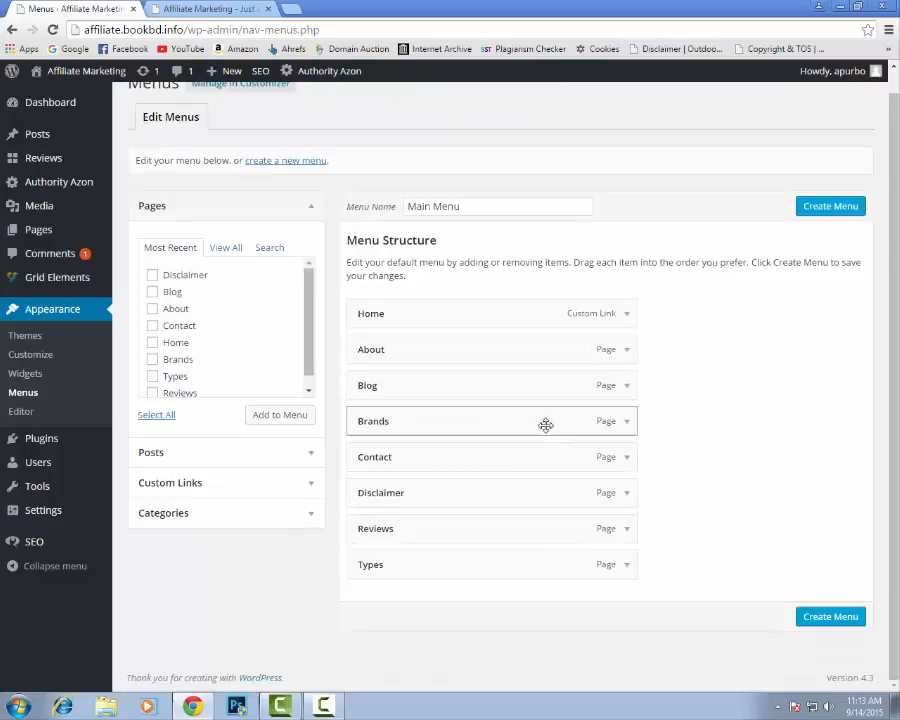 Menus ‹ Affiliate Marketing
Affiliate Marketing - Just
affiliate.bookbd.info/wp-admin/nav-menus.php
Apps Google Facebook YouTube Amazon Ahrefs Domain Auction Internet Archive Plagiarism Checker Cookies Disclaimer | Outdoo... Copyright & TOS | ...
Affiliate Marketing 1 1 New SEO Authority Azon Howdy, apurbo
Menus Manage in Customizer
Dashboard
Posts
Reviews
Authority Azon
Media
Pages
Comments 1
Grid Elements
Appearance
Themes
Customize
Widgets
Menus
Editor
Plugins
Users
Tools
Settings
SEO
Collapse menu
Edit Menus
Edit your menu below, or create a new menu.
Pages
Most Recent View All Search
Disclaimer
Blog
About
Contact
Home
Brands
Types
Reviews
Select All Add to Menu
Posts
Custom Links
Categories
Menu Name Main Menu Create Menu
Menu Structure
Edit your default menu by adding or removing items. Drag each item into the order you prefer. Click Create Menu to save
your changes.
Home Custom Link
About Page
Blog Page
Brands Page
Contact Page
Disclaimer Page
Reviews Page
Types Page
Create Menu
Thank you for creating with WordPress. Version 4.3
11:13 AM
9/14/2015